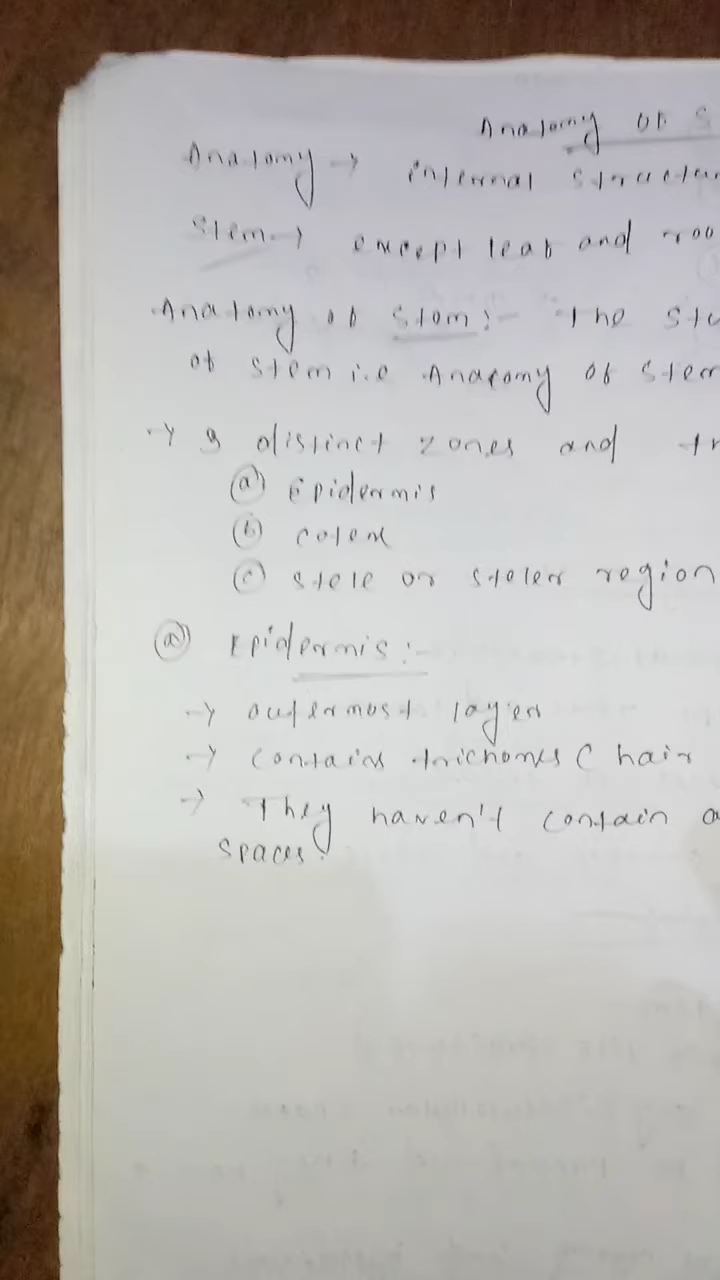 Anatomy of S
Anatomy → internal structur
Stem → except leaf and roo
Anatomy of Stem :- The stu
of stem i.e Anatomy of stem
→ 3 distinct zones and
(a) Epidermis
(b) cotex
(c) stele or steler region
(a) Epidermis :-
→ outermost layer
→ contains trichomes ( hair
→ They haven't contain a
spaces.